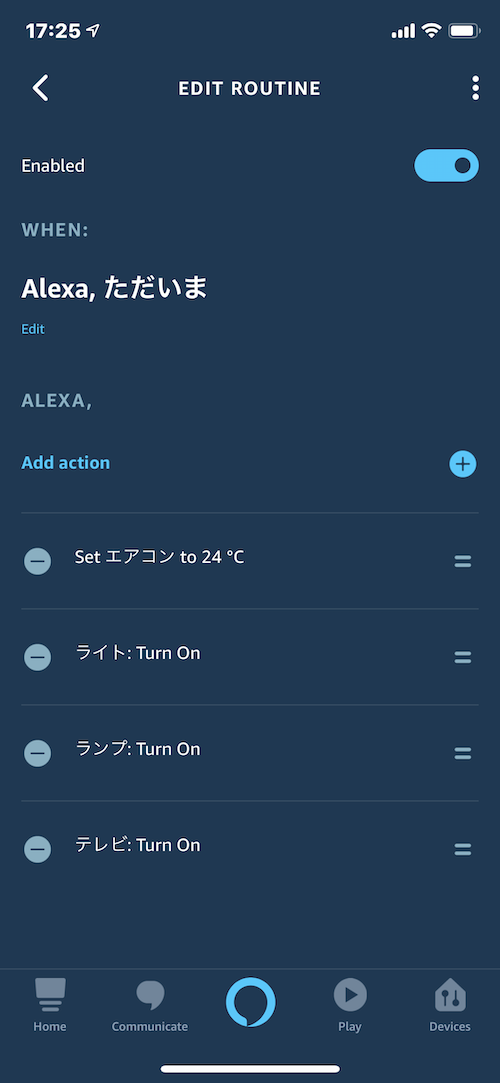 17:25
EDIT ROUTINE
Enabled
WHEN:
Alexa, ただいま
Edit
ALEXA,
Add action
Set エアコン to 24 °C
ライト: Turn On
ランプ: Turn On
テレビ: Turn On
Home
Communicate
Play
Devices